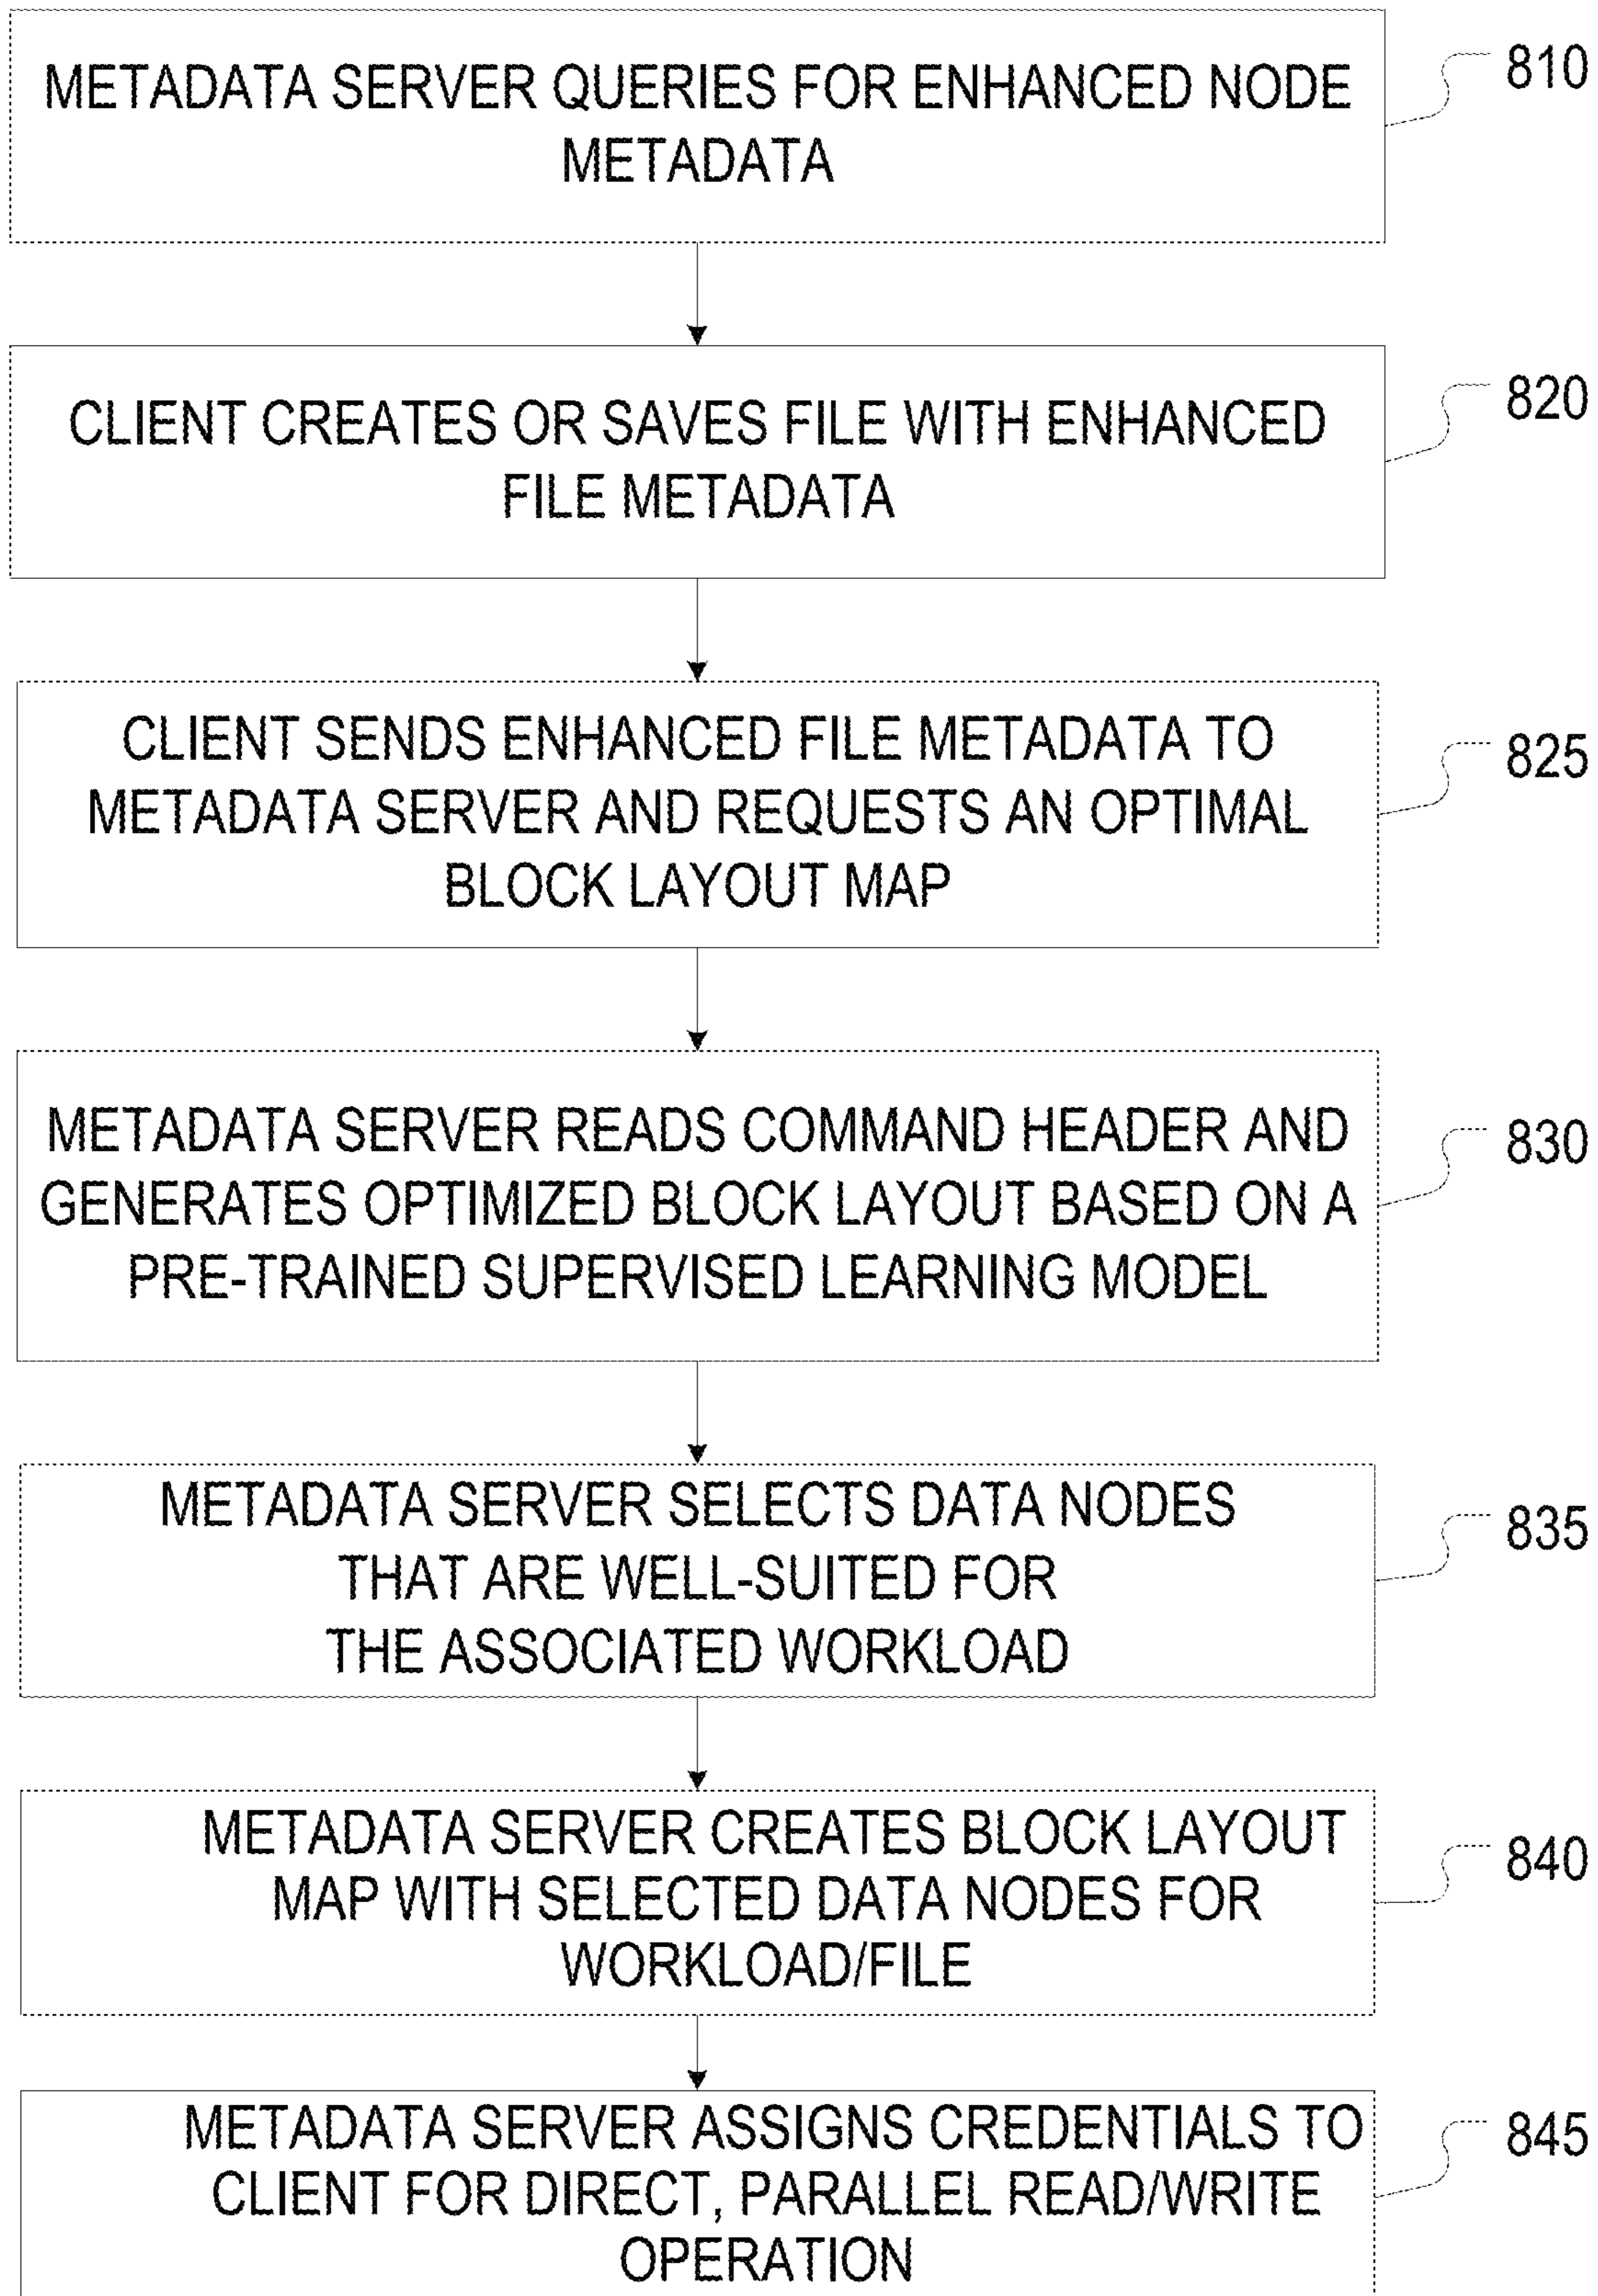 METADATA SERVER QUERIES FOR ENHANCED NODE
METADATA
810
CLIENT CREATES OR SAVES FILE WITH ENHANCED
FILE METADATA
820
CLIENT SENDS ENHANCED FILE METADATA TO
METADATA SERVER AND REQUESTS AN OPTIMAL
BLOCK LAYOUT MAP
825
METADATA SERVER READS COMMAND HEADER AND
GENERATES OPTIMIZED BLOCK LAYOUT BASED ON A
PRE-TRAINED SUPERVISED LEARNING MODEL
830
METADATA SERVER SELECTS DATA NODES
THAT ARE WELL-SUITED FOR
THE ASSOCIATED WORKLOAD
835
METADATA SERVER CREATES BLOCK LAYOUT
MAP WITH SELECTED DATA NODES FOR
WORKLOAD/FILE
840
METADATA SERVER ASSIGNS CREDENTIALS TO
CLIENT FOR DIRECT, PARALLEL READ/WRITE
OPERATION
845